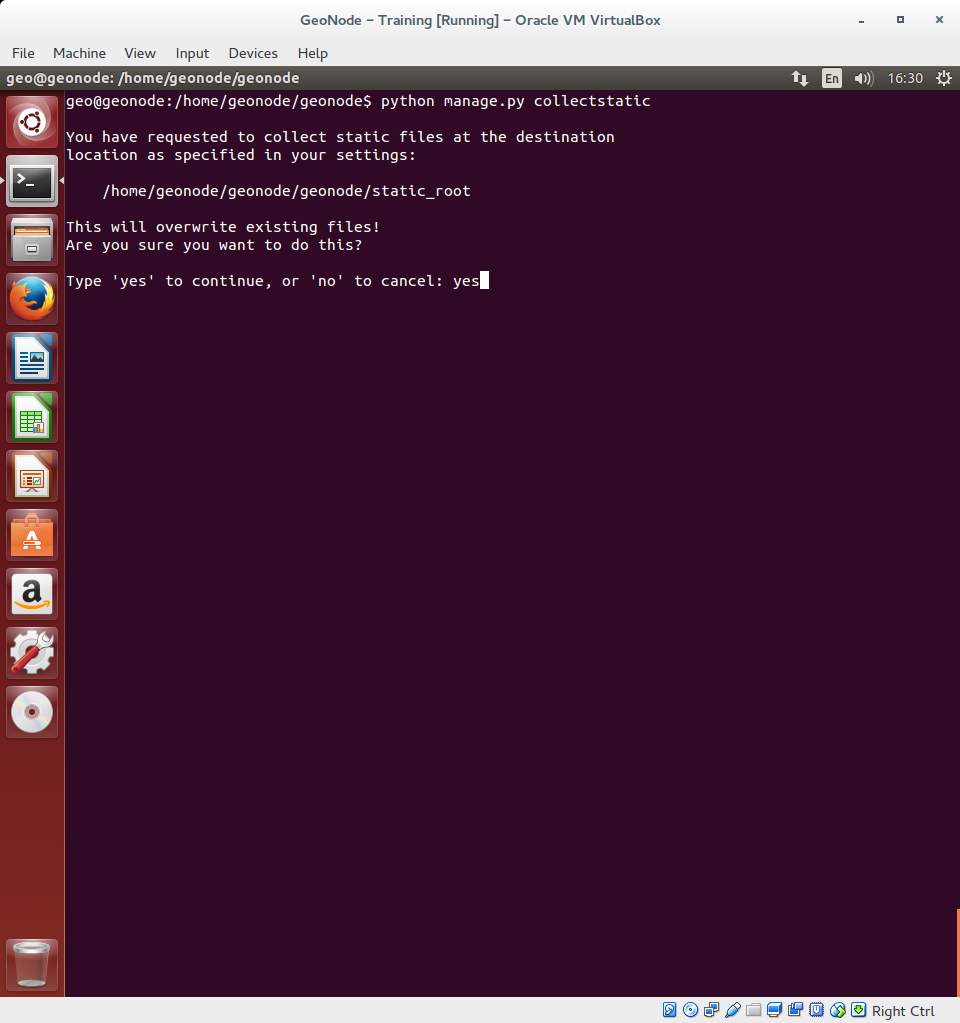 GeoNode – Training [Running] – Oracle VM VirtualBox
File Machine View Input Devices Help
geo@geonode: /home/geonode/geonode En 16:30
geo@geonode:/home/geonode/geonode$ python manage.py collectstatic
You have requested to collect static files at the destination
location as specified in your settings:
/home/geonode/geonode/geonode/static_root
This will overwrite existing files!
Are you sure you want to do this?
Type 'yes' to continue, or 'no' to cancel: yes
>_
A
a
Right Ctrl